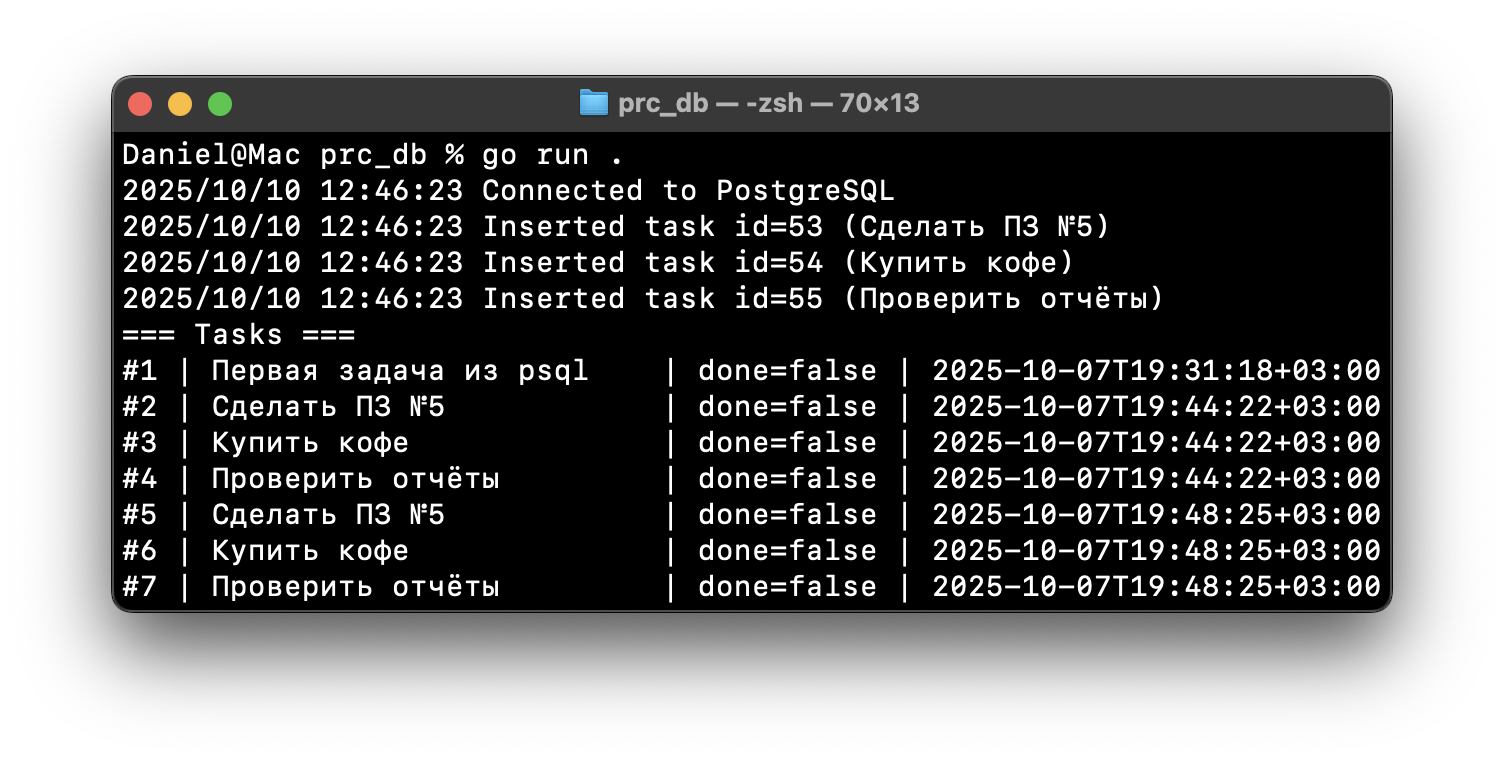 prc_db — -zsh — 70×13
Daniel@Mac prc_db % go run .
2025/10/10 12:46:23 Connected to PostgreSQL
2025/10/10 12:46:23 Inserted task id=53 (Сделать ПЗ №5)
2025/10/10 12:46:23 Inserted task id=54 (Купить кофе)
2025/10/10 12:46:23 Inserted task id=55 (Проверить отчёты)
=== Tasks ===
#1 | Первая задача из psql    | done=false | 2025-10-07T19:31:18+03:00
#2 | Сделать ПЗ №5            | done=false | 2025-10-07T19:44:22+03:00
#3 | Купить кофе              | done=false | 2025-10-07T19:44:22+03:00
#4 | Проверить отчёты         | done=false | 2025-10-07T19:44:22+03:00
#5 | Сделать ПЗ №5            | done=false | 2025-10-07T19:48:25+03:00
#6 | Купить кофе              | done=false | 2025-10-07T19:48:25+03:00
#7 | Проверить отчёты         | done=false | 2025-10-07T19:48:25+03:00